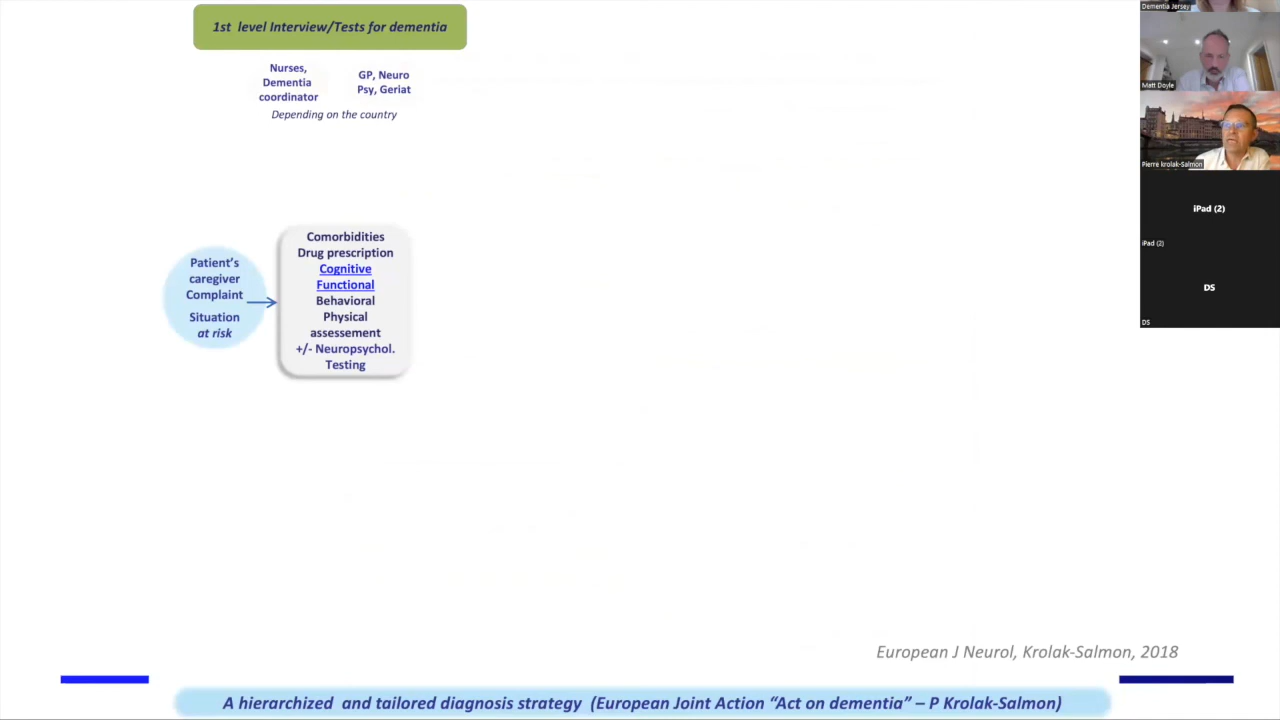 1st level Interview/Tests for dementia
Nurses,
Dementia
coordinator
GP, Neuro
Psy, Geriat
Depending on the country
Patient's
caregiver
Complaint
Situation
at risk
Comorbidities
Drug prescription
Cognitive
Functional
Behavioral
Physical
assessement
+/- Neuropsychol.
Testing
European J Neurol, Krolak-Salmon, 2018
A hierarchized and tailored diagnosis strategy (European Joint Action “Act on dementia” – P Krolak-Salmon)
Dementia Jersey
Matt Doyle
Pierre krolak-Salmon
iPad (2)
iPad (2)
DS
DS